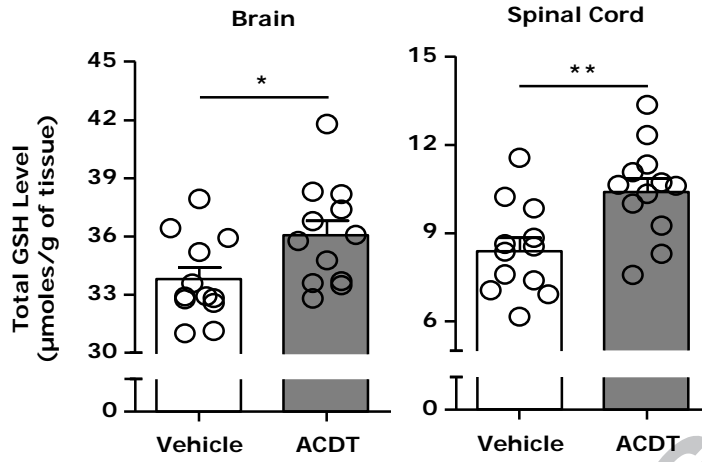 Brain
Spinal Cord
Total GSH Level
(μmoles/g of tissue)
45
42
39
36
33
30
0
*
Vehicle
ACDT
15
12
9
6
0
**
Vehicle
ACDT